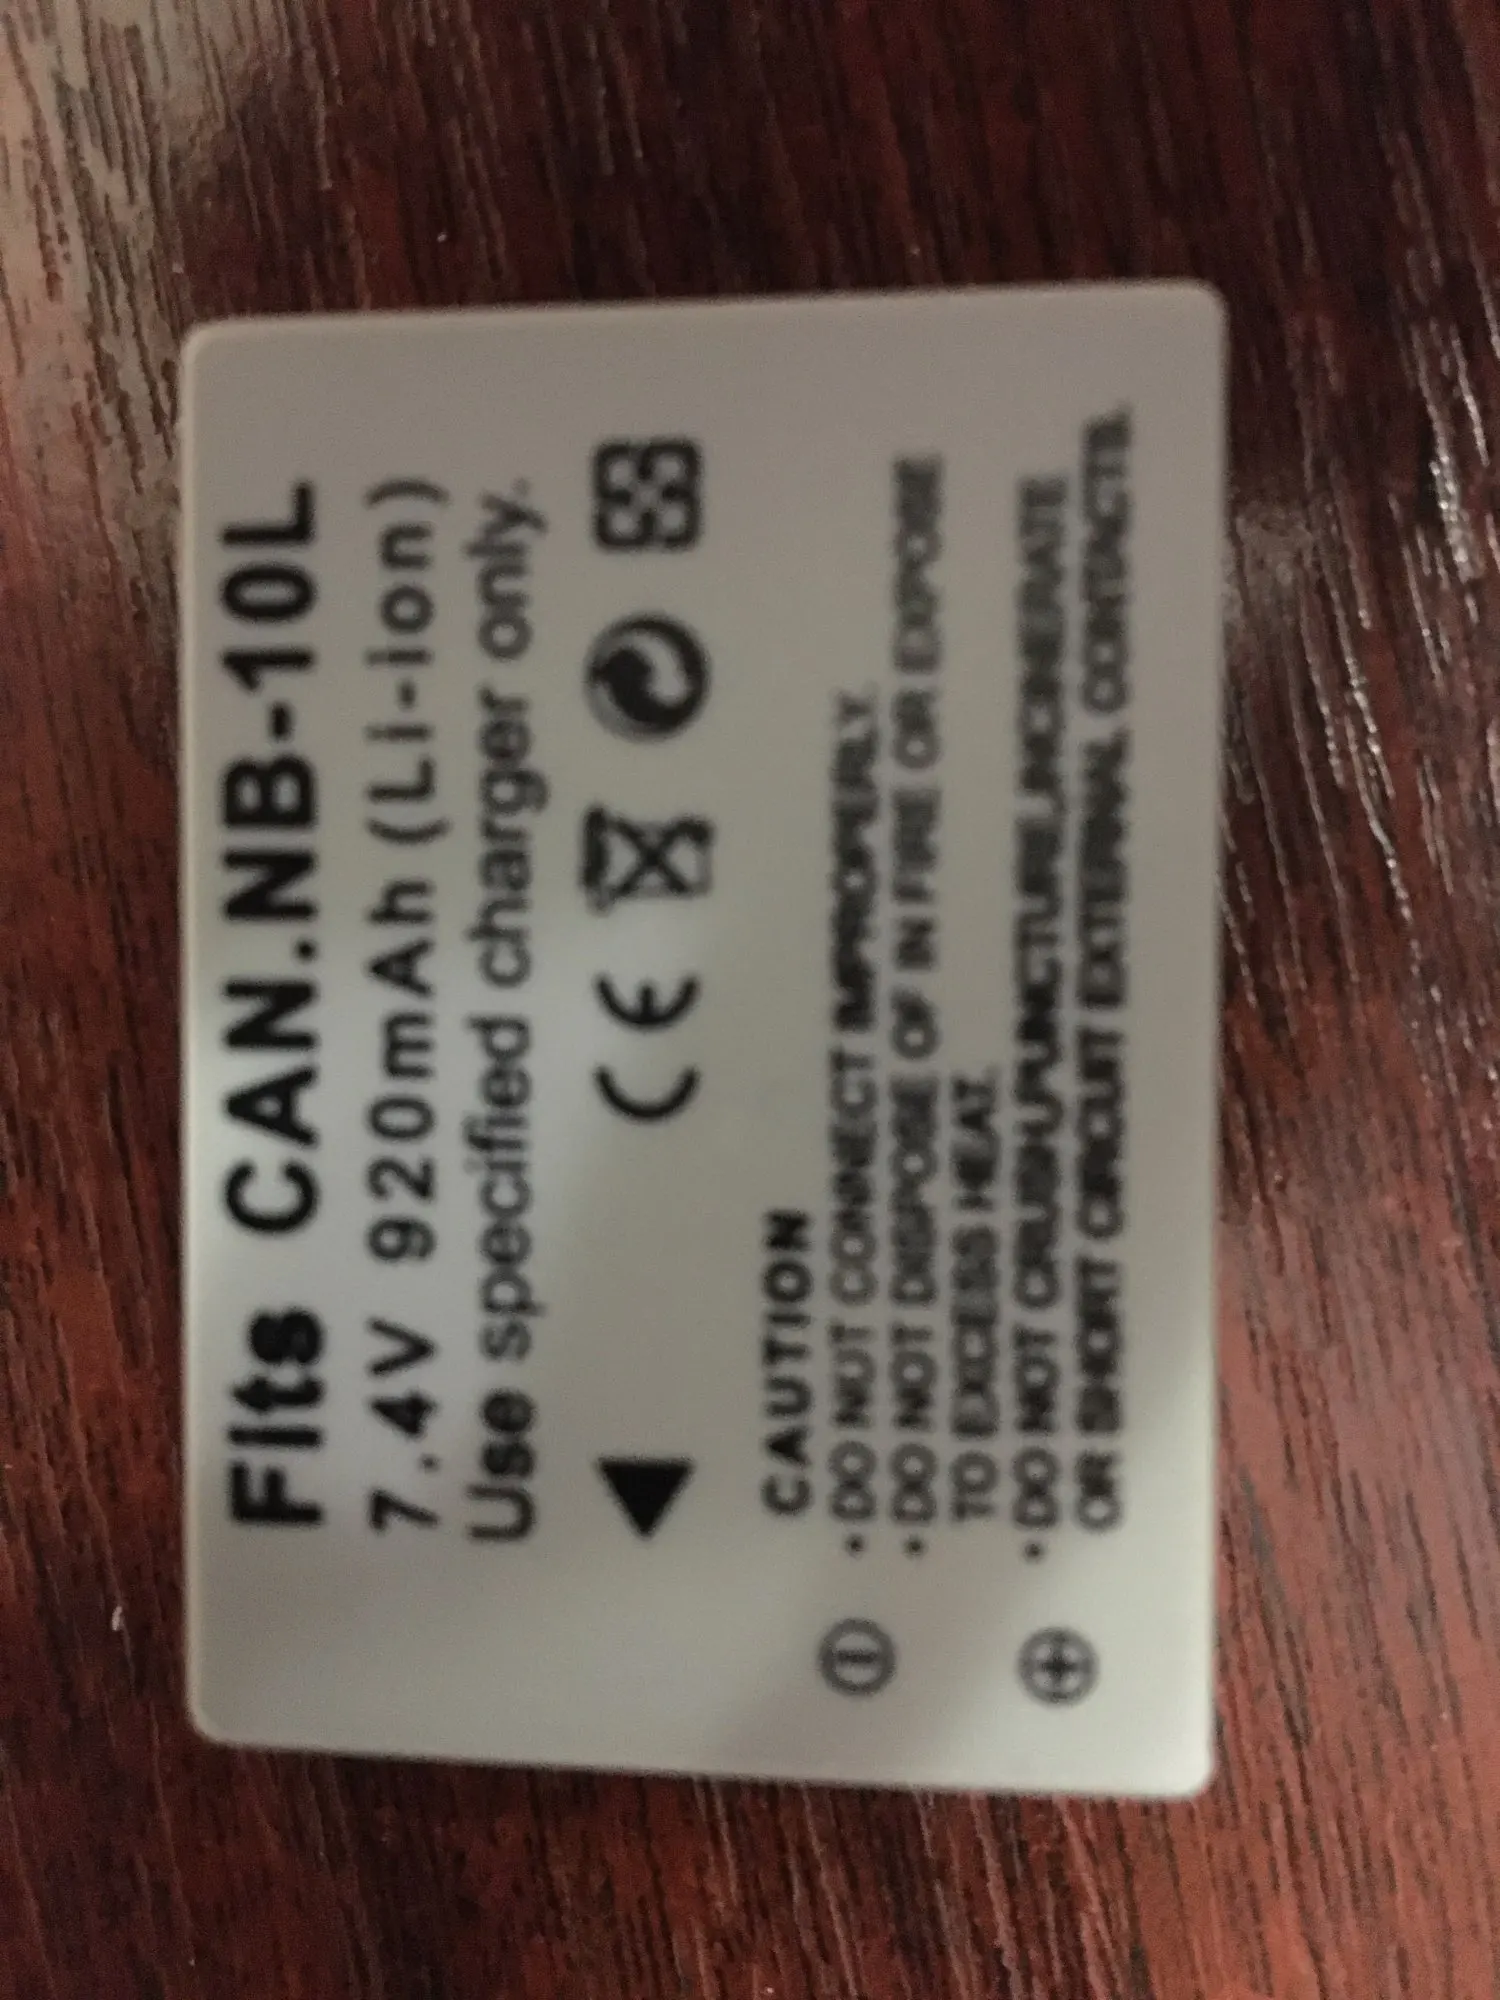 Fits CAN.NB-10L
7.4V 920mAh (Li-ion)
Use specified charger only.
CE
CAUTION
• DO NUT CONNECT IMPROPERLY.
• DO NOT DISPOSE OF IN FIRE OR EXPOSE
TO EXCESS HEAT.
• DO NOT CRUSH,PUNCTURE,INCINERATE
OR SHORT CIRCUIT EXTERNAL CONTACTS.